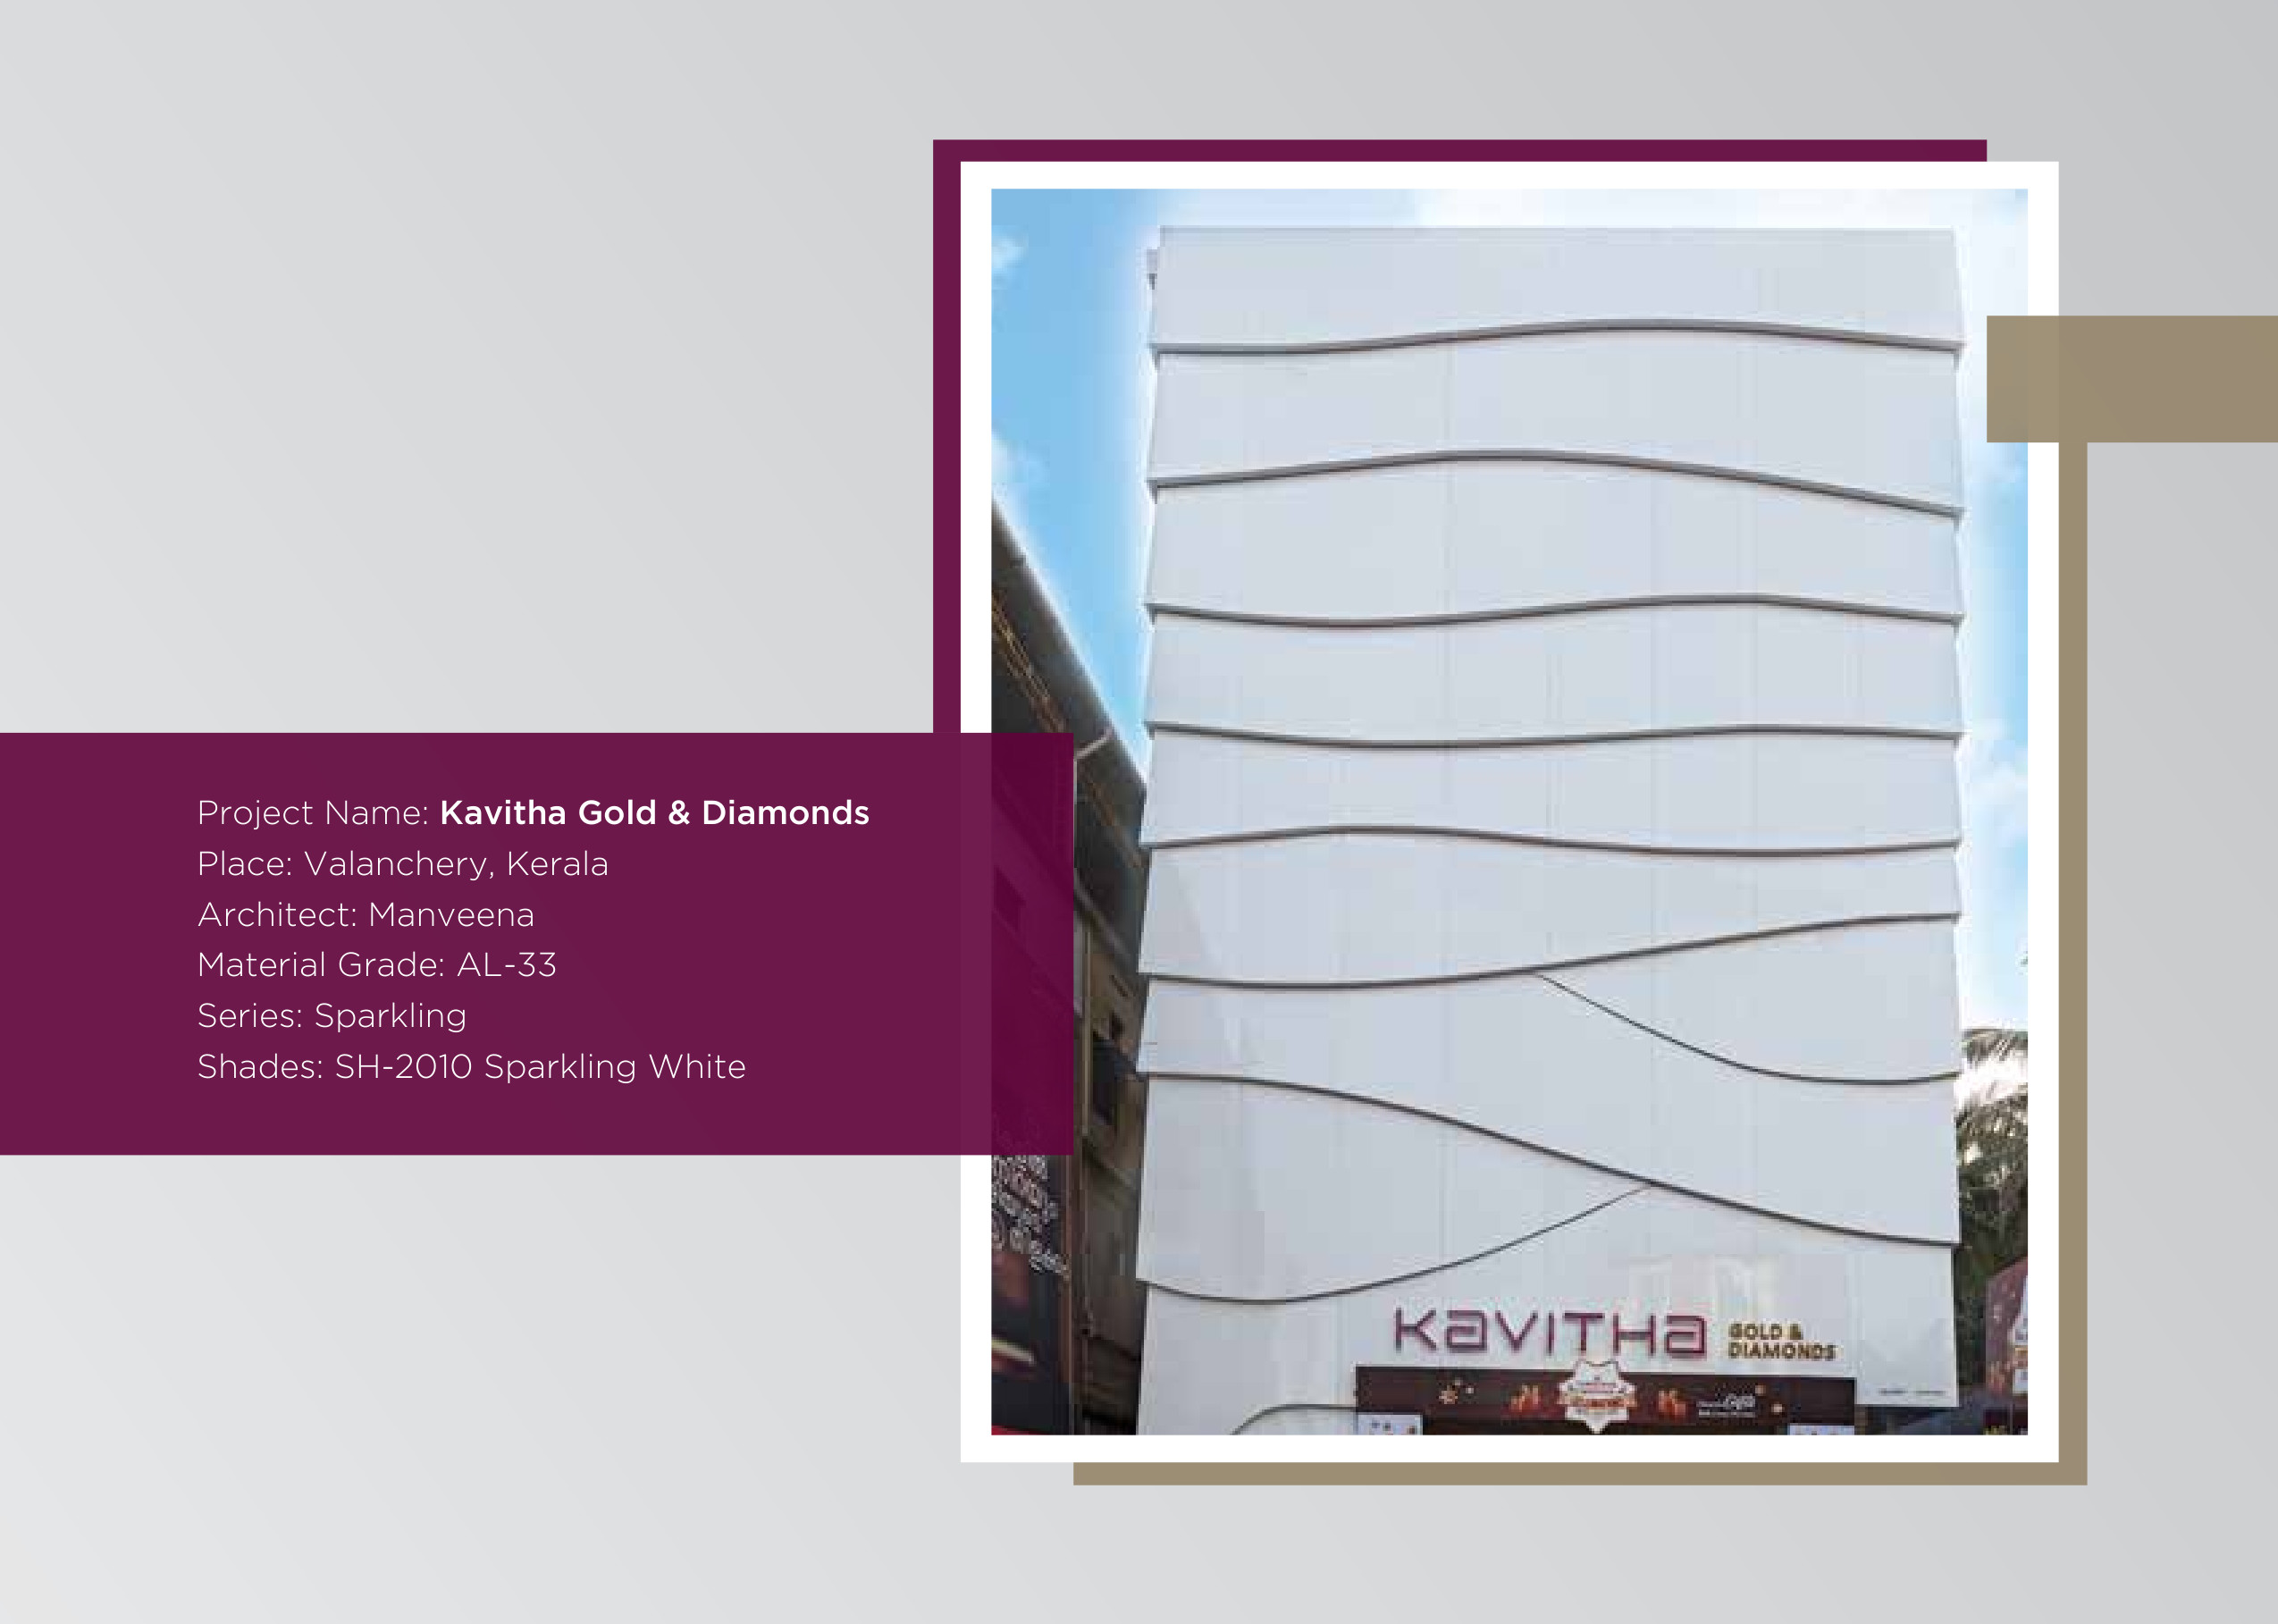 Project Name: Kavitha Gold & Diamonds
Place: Valanchery, Kerala
Architect: Manveena
Material Grade: AL-33
Series: Sparkling
Shades: SH-2010 Sparkling White
KAVITHA
GOLD &
DIAMONDS